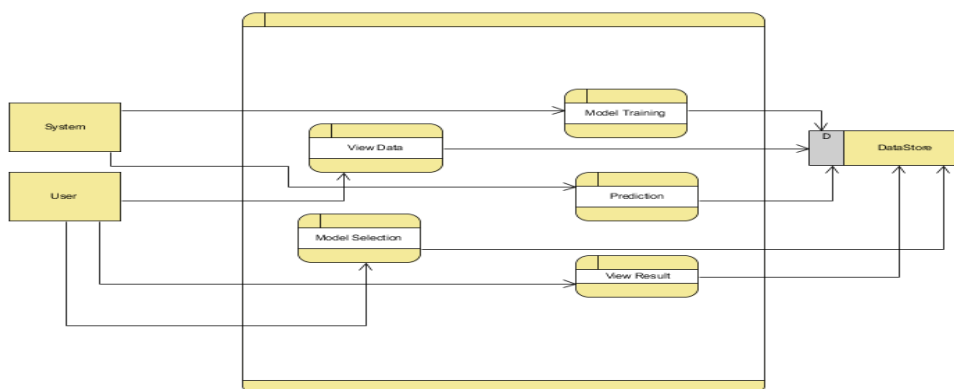 System
User
View Data
Model Selection
Model Training
Prediction
View Result
D
DataStore